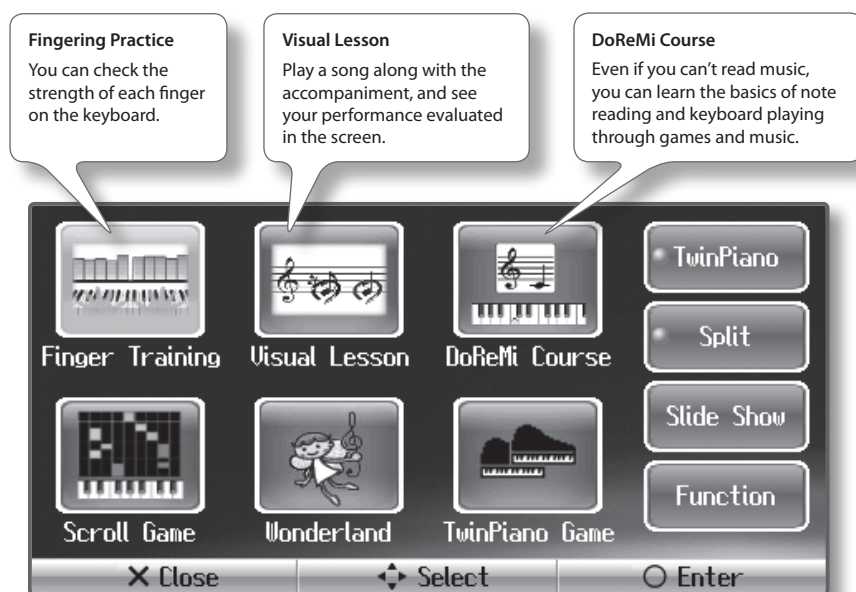 Fingering Practice
You can check the
strength of each finger
on the keyboard.
Visual Lesson
Play a song along with the
accompaniment, and see
your performance evaluated
in the screen.
DoReMi Course
Even if you can’t read music,
you can learn the basics of note
reading and keyboard playing
through games and music.
Finger Training
Visual Lesson
DoReMi Course
Scroll Game
Wonderland
TwinPiano Game
TwinPiano
Split
Slide Show
Function
X Close
Select
Enter